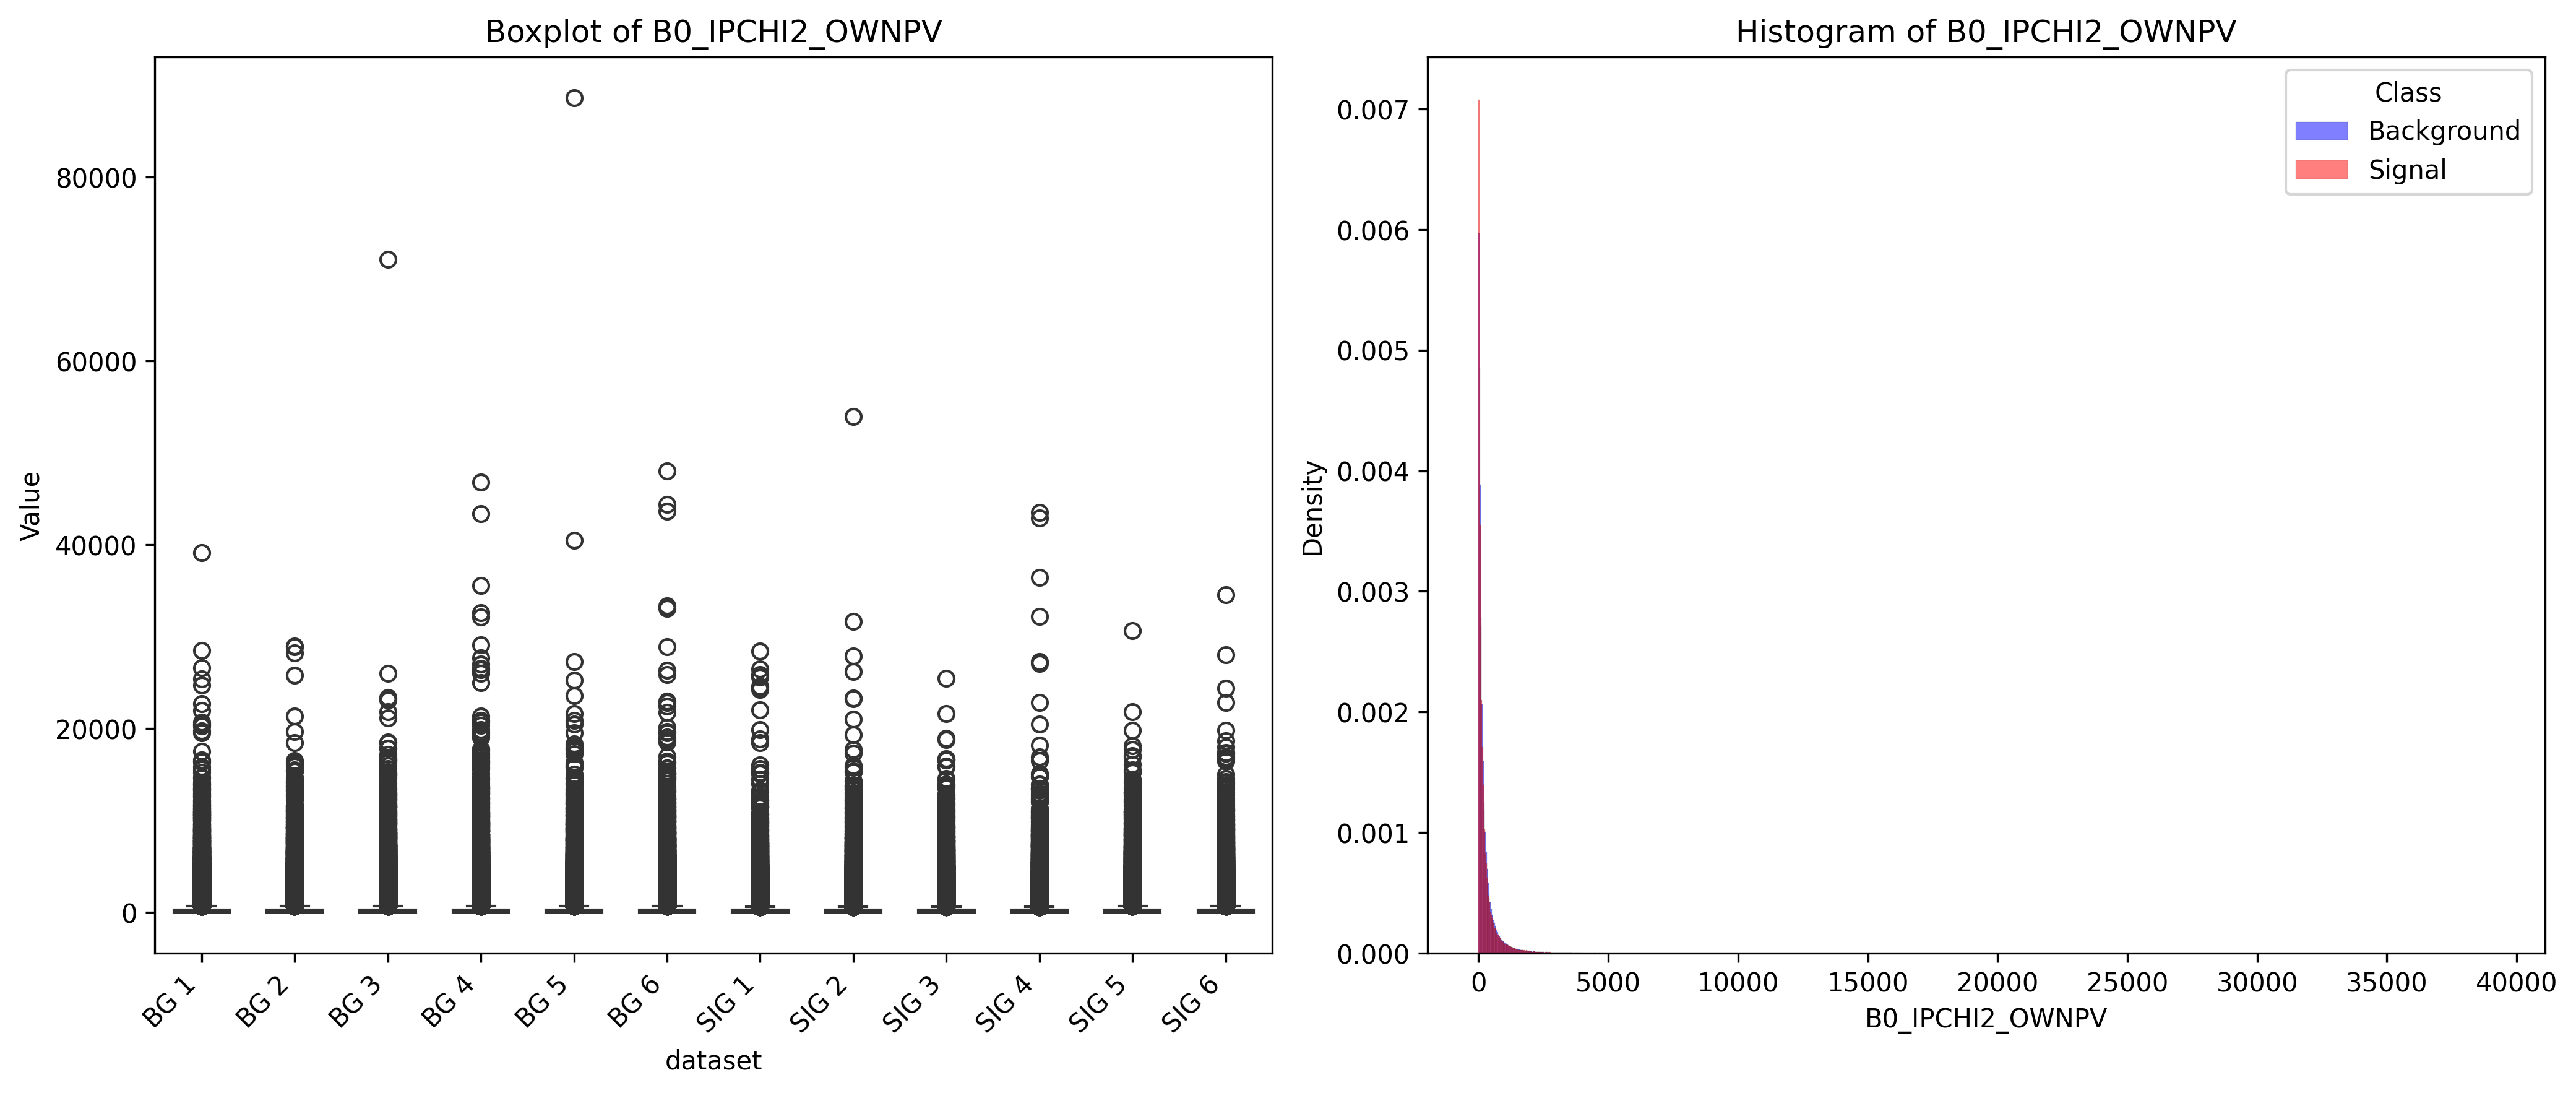 Boxplot of B0_IPCHI2_OWNPV
Value
80000
60000
40000
20000
0
BG 1
BG 2
BG 3
BG 4
BG 5
BG 6
SIG 1
SIG 2
SIG 3
SIG 4
SIG 5
SIG 6
dataset
Histogram of B0_IPCHI2_OWNPV
Class
Background
Signal
Density
0.007
0.006
0.005
0.004
0.003
0.002
0.001
0.000
0 5000 10000 15000 20000 25000 30000 35000 40000
B0_IPCHI2_OWNPV